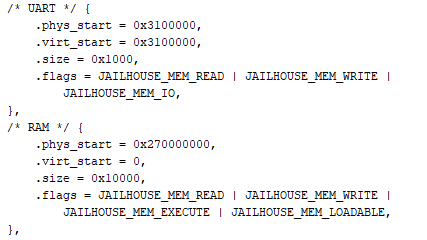 /* UART */ {
.phys_start = 0x3100000,
.virt_start = 0x3100000,
.size = 0x1000,
.flags = JAILHOUSE_MEM_READ | JAILHOUSE_MEM_WRITE |
JAILHOUSE_MEM_IO,
},
/* RAM */ {
.phys_start = 0x270000000,
.virt_start = 0,
.size = 0x10000,
.flags = JAILHOUSE_MEM_READ | JAILHOUSE_MEM_WRITE |
JAILHOUSE_MEM_EXECUTE | JAILHOUSE_MEM_LOADABLE,
},